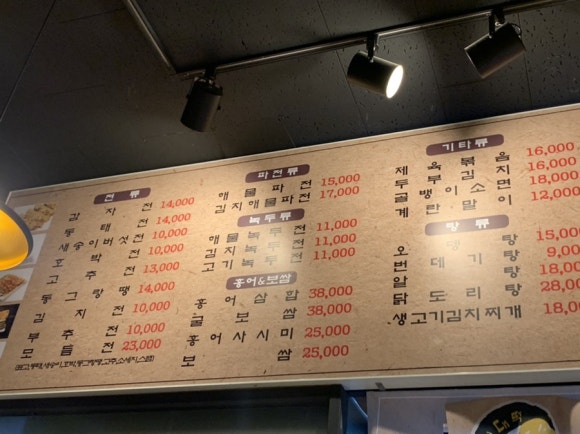 전류
감자전 14,000
동태전 14,000
새송이버섯전 10,000
호박전 10,000
고추전 13,000
동그랑땡 14,000
김치전 10,000
부추전 10,000
모듬전 23,000
파전류
해물파전 15,000
김치해물파전 17,000
녹두류
해물녹두전 11,000
김치녹두전 11,000
고기녹두전 11,000
홍어&보쌈
홍어삼합 38,000
굴보쌈 38,000
홍어사시미 25,000
보쌈 25,000
기타류
제육볶음 16,000
두부김치 16,000
골뱅이소면 18,000
계란말이 12,000
탕류
오뎅탕 15,000
번데기탕 9,000
알탕 18,000
닭도리탕 28,000
생고기김치찌개 18,000